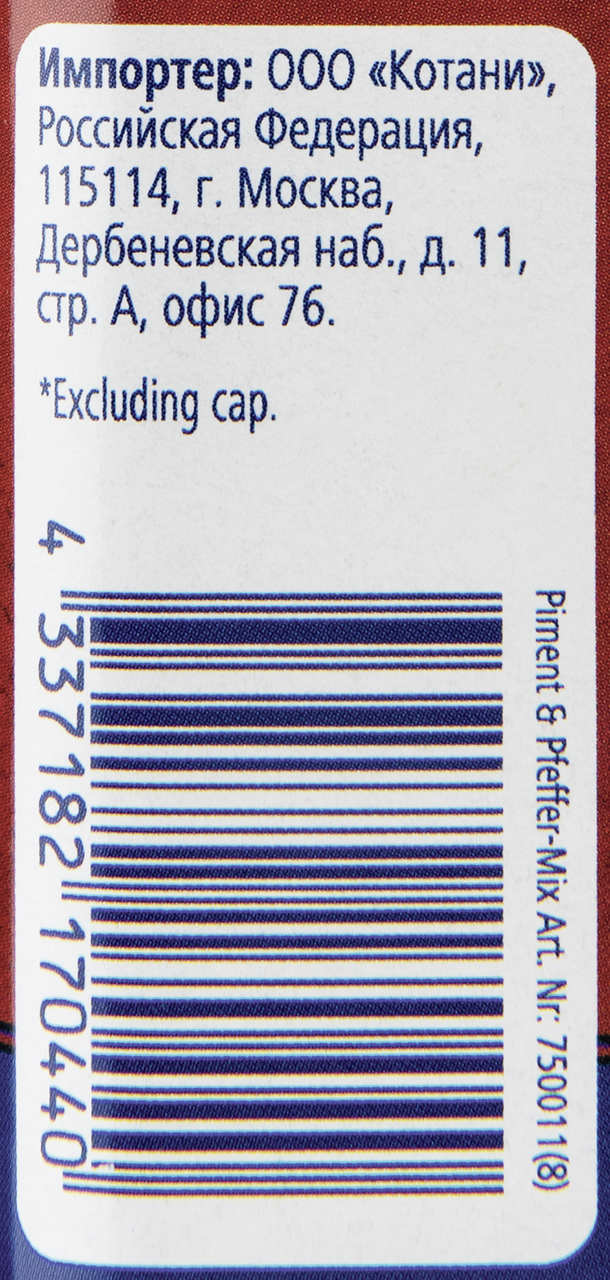 Импортер: ООО «Котани»,
Российская Федерация,
115114, г. Москва,
Дербеневская наб., д. 11,
стр. А, офис 76.
*Excluding cap.
4 337182 170440
Piment & Pfeffer-Mix Art. Nr: 750011(8)